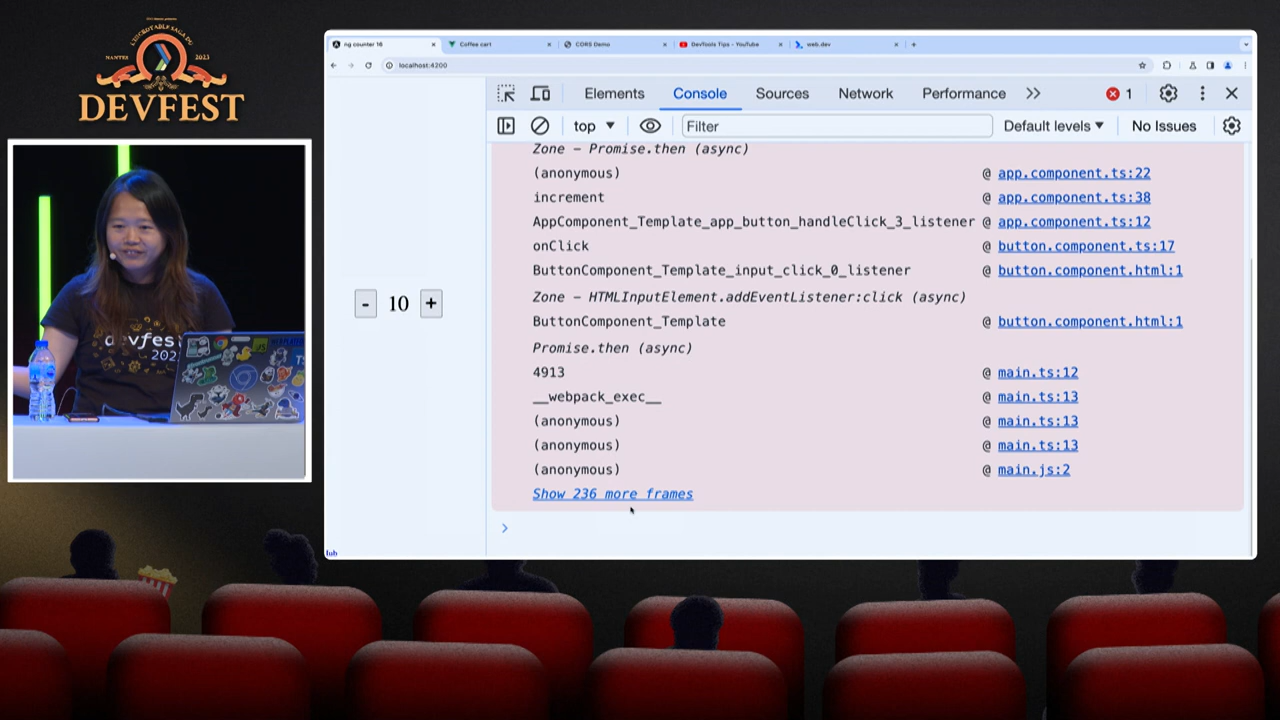 L'INCROYABLE SAGA DU
NANTES 2023
DEVFEST
devfest
202
ng counter 16
Coffee cart
CORS Demo
DevTools Tips - YouTube
web.dev
localhost:4200
Elements Console Sources Network Performance 1
top Filter Default levels No Issues
Zone – Promise.then (async)
(anonymous) @ app.component.ts:22
increment @ app.component.ts:38
AppComponent_Template_app_button_handleClick_3_listener @ app.component.ts:12
onClick @ button.component.ts:17
ButtonComponent_Template_input_click_0_listener @ button.component.html:1
Zone – HTMLInputElement.addEventListener:click (async)
ButtonComponent_Template @ button.component.html:1
Promise.then (async)
4913 @ main.ts:12
__webpack_exec__ @ main.ts:13
(anonymous) @ main.ts:13
(anonymous) @ main.ts:13
(anonymous) @ main.js:2
Show 236 more frames
>
- 10 +